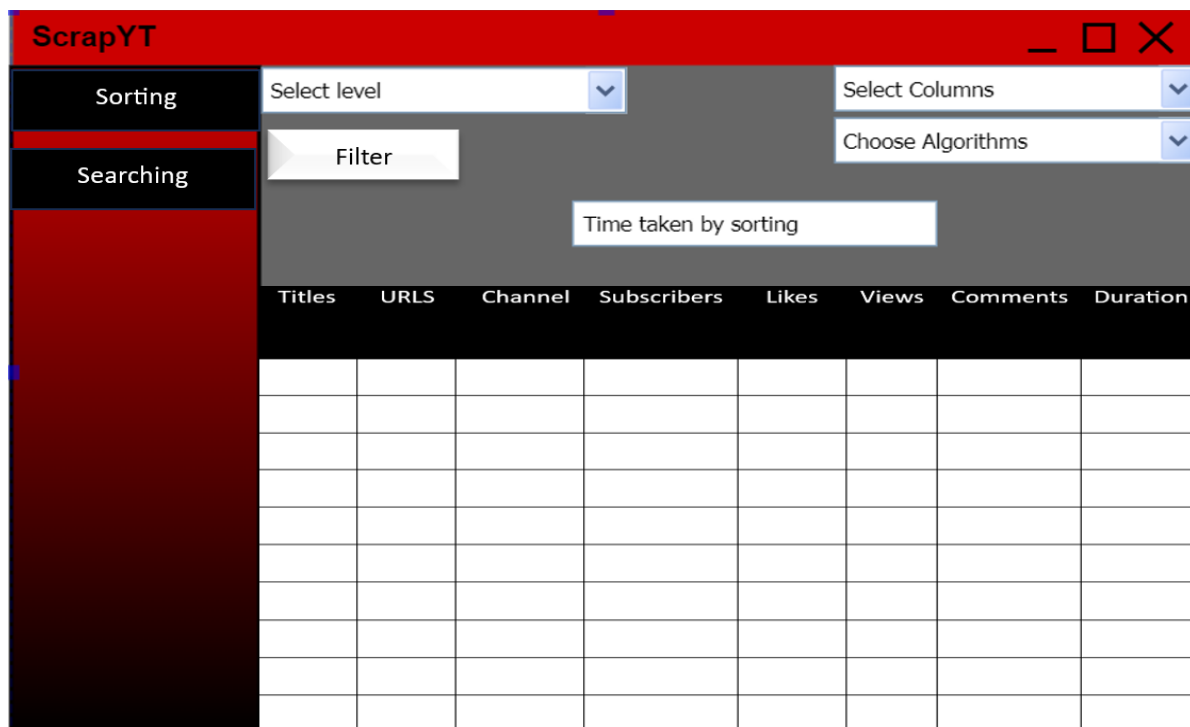 ScrapYT
Sorting
Searching
Select level
Select Columns
Filter
Choose Algorithms
Time taken by sorting
Titles URLS Channel Subscribers Likes Views Comments Duration